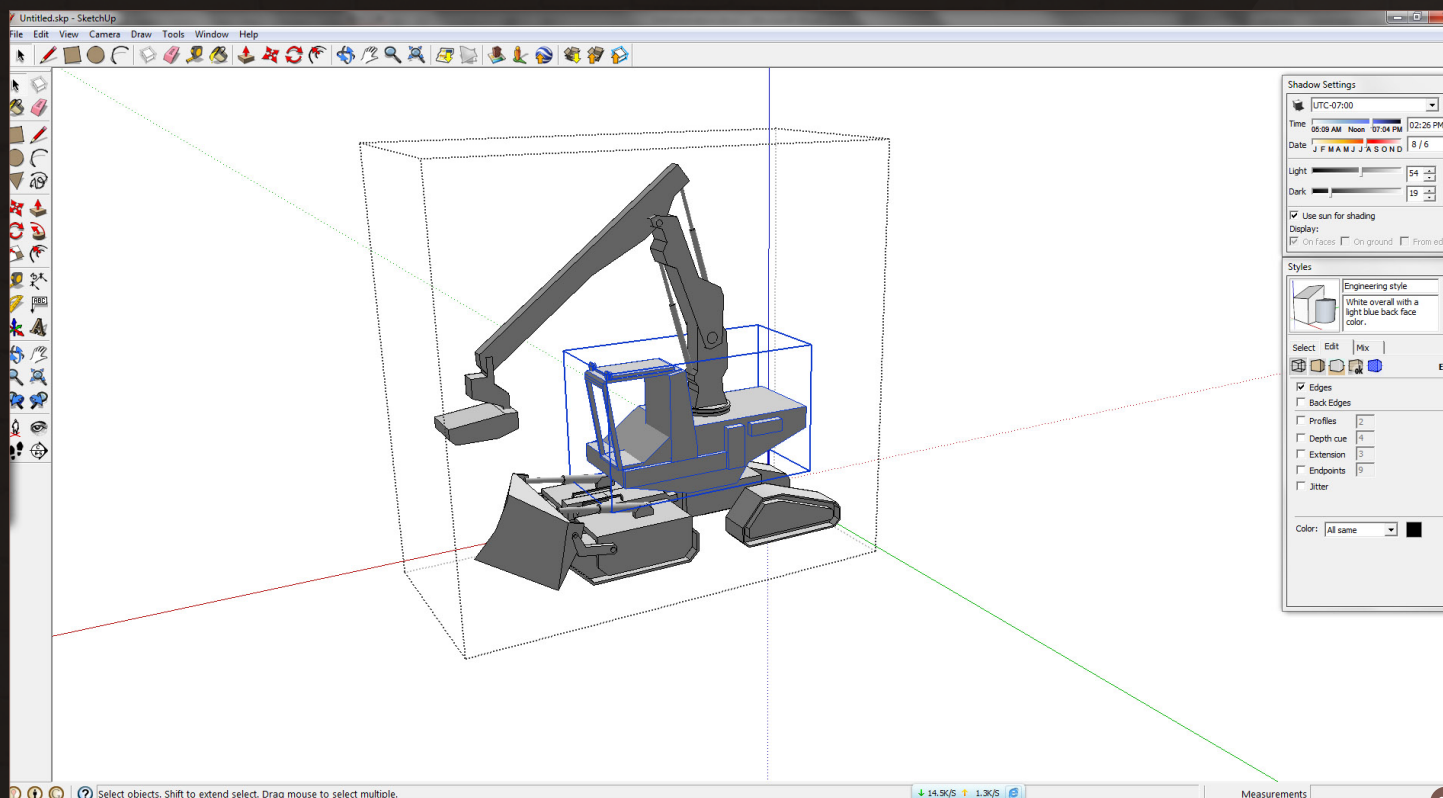 Untitled.skp - SketchUp
File Edit View Camera Draw Tools Window Help
Shadow Settings
UTC-07:00
Time 05:09 AM Noon 07:04 PM 02:26 PM
Date J F M A M J J A S O N D 8 / 6
Light 54
Dark 19
Use sun for shading
Display:
On faces On ground From ed
Styles
Engineering style
White overall with a
light blue back face
color.
Select Edit Mix
E
Edges
Back Edges
Profiles 2
Depth cue 4
Extension 3
Endpoints 9
Jitter
Color: All same
ABC
Select objects. Shift to extend select. Drag mouse to select multiple.
14.5K/S 1.3K/S
Measurements